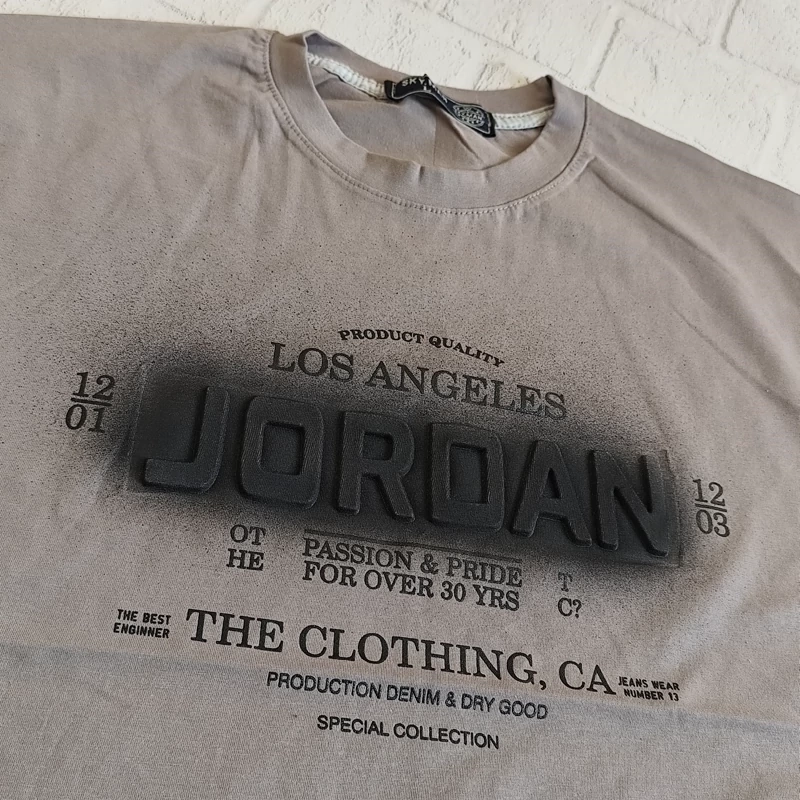 SKY
PRODUCT QUALITY
LOS ANGELES
12
01
JORDAN
12
03
OT
HE
PASSION & PRIDE
FOR OVER 30 YRS
T
C?
THE BEST
ENGINNER
THE CLOTHING, CA
JEANS WEAR
NUMBER 13
PRODUCTION DENIM & DRY GOOD
SPECIAL COLLECTION